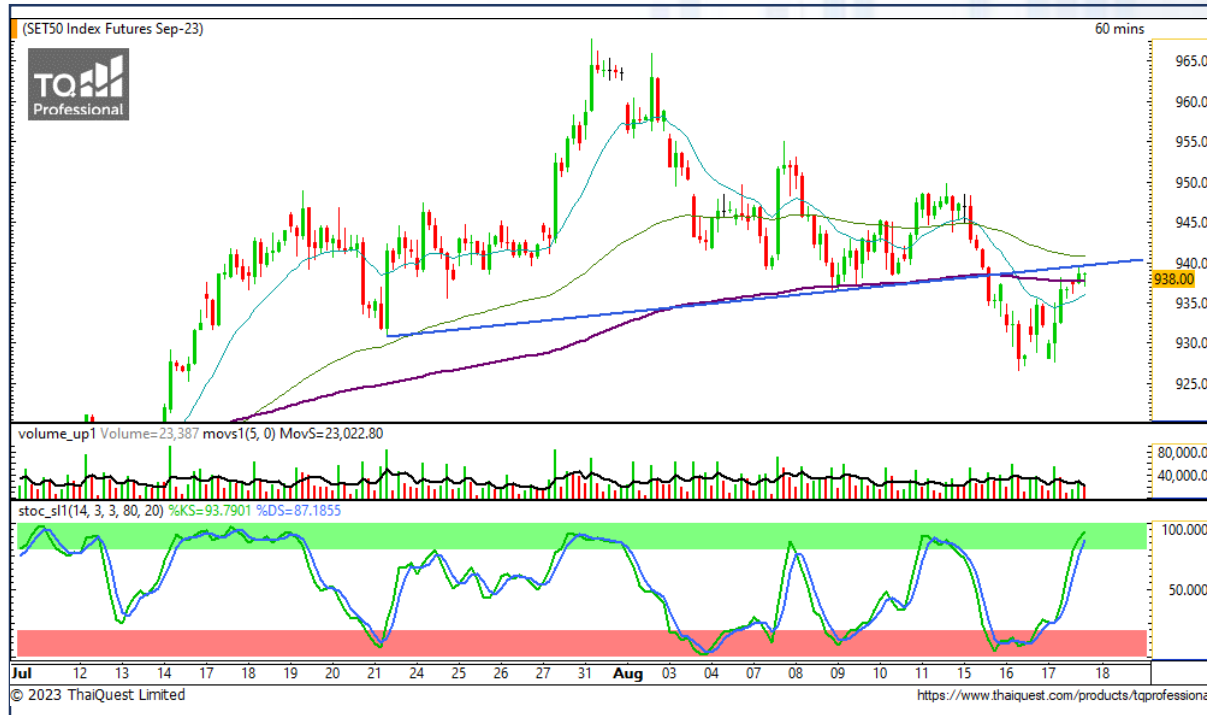 (SET50 Index Futures Sep-23) 60 mins
TQ
Professional
965.0
960.0
955.0
950.0
945.0
940.0
938.00
935.0
930.0
925.0
volume_up1 Volume=23,387 movs1(5, 0) MovS=23,022.80
80,000.0
40,000.0
stoc_sl1(14, 3, 3, 80, 20) %KS=93.7901 %DS=87.1855
100.000
50.000
Jul 12 13 14 17 18 19 20 21 24 25 26 27 31 Aug 03 04 07 08 09 10 11 15 16 17 18
© 2023 ThaiQuest Limited https://www.thaiquest.com/products/tqprofessiona